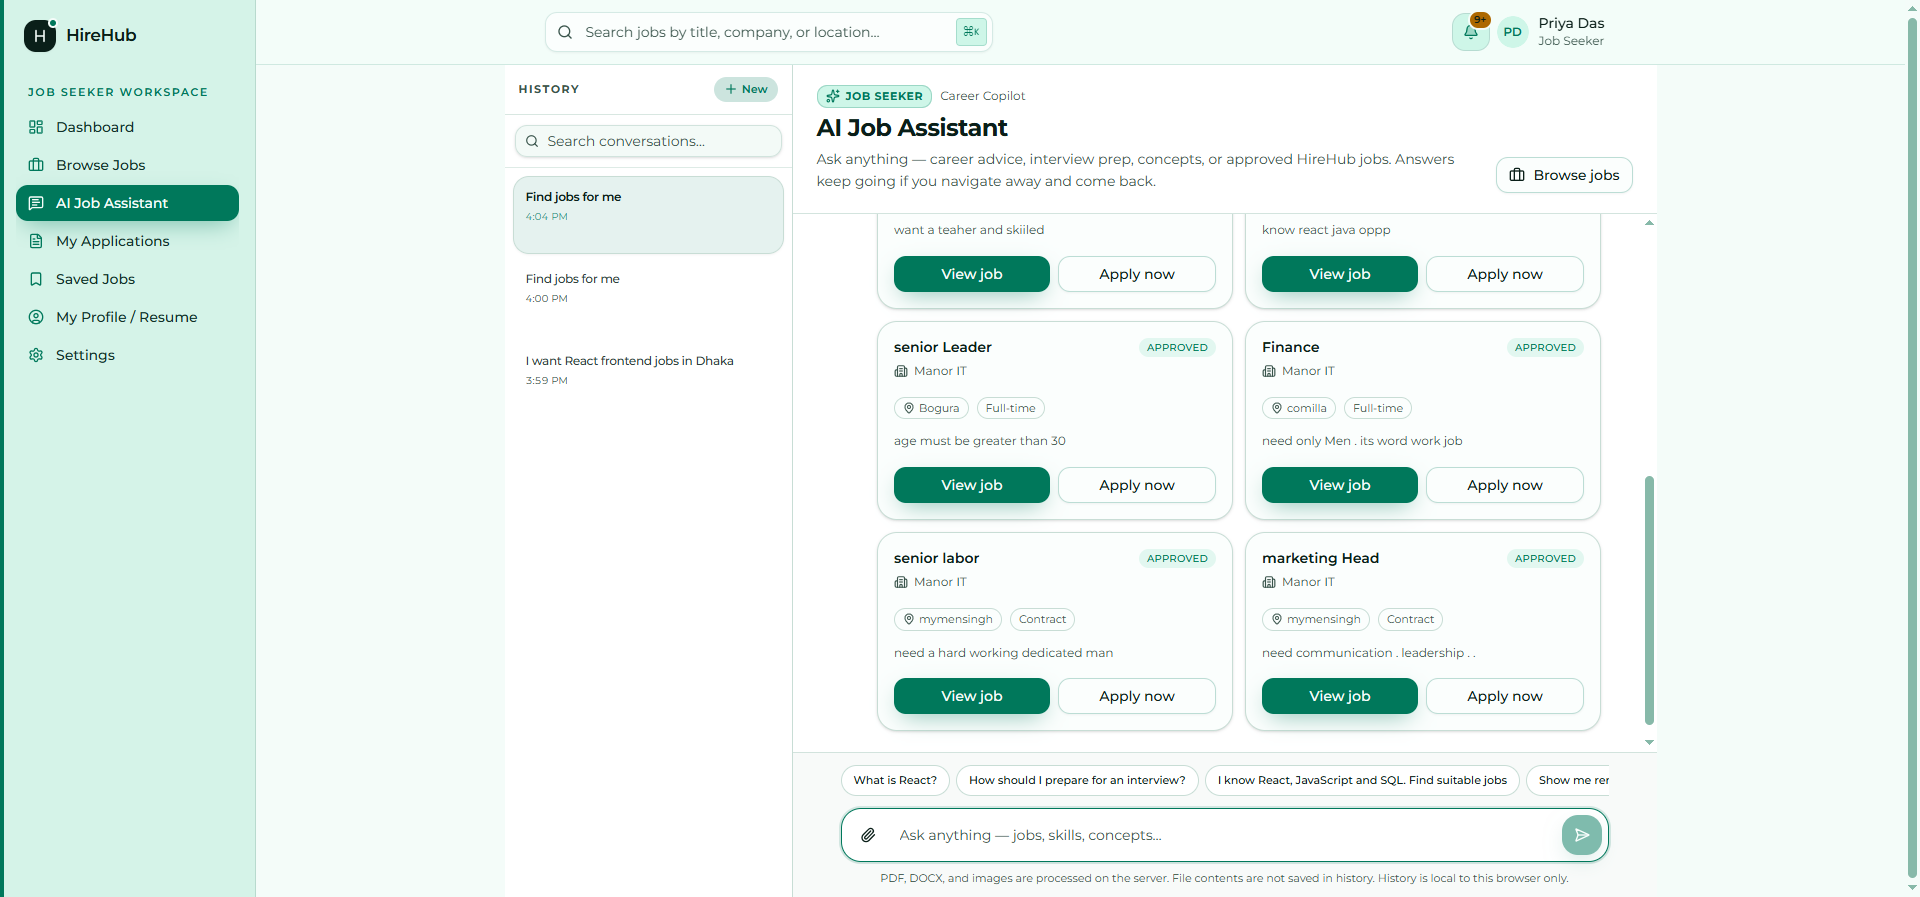 HireHub
JOB SEEKER WORKSPACE
Dashboard
Browse Jobs
AI Job Assistant
My Applications
Saved Jobs
My Profile / Resume
Settings
Search jobs by title, company, or location...
⌘K
9+
PD
Priya Das
Job Seeker
HISTORY
+ New
Search conversations...
Find jobs for me
4:04 PM
Find jobs for me
4:00 PM
I want React frontend jobs in Dhaka
3:59 PM
JOB SEEKER Career Copilot
AI Job Assistant
Ask anything — career advice, interview prep, concepts, or approved HireHub jobs. Answers
keep going if you navigate away and come back.
Browse jobs
want a teaher and skiiled
View job Apply now
know react java oppp
View job Apply now
senior Leader APPROVED
Manor IT
Bogura Full-time
age must be greater than 30
View job Apply now
Finance APPROVED
Manor IT
comilla Full-time
need only Men . its word work job
View job Apply now
senior labor APPROVED
Manor IT
mymensingh Contract
need a hard working dedicated man
View job Apply now
marketing Head APPROVED
Manor IT
mymensingh Contract
need communication . leadership . .
View job Apply now
What is React? How should I prepare for an interview? I know React, JavaScript and SQL. Find suitable jobs Show me
Ask anything — jobs, skills, concepts...
PDF, DOCX, and images are processed on the server. File contents are not saved in history. History is local to this browser only.